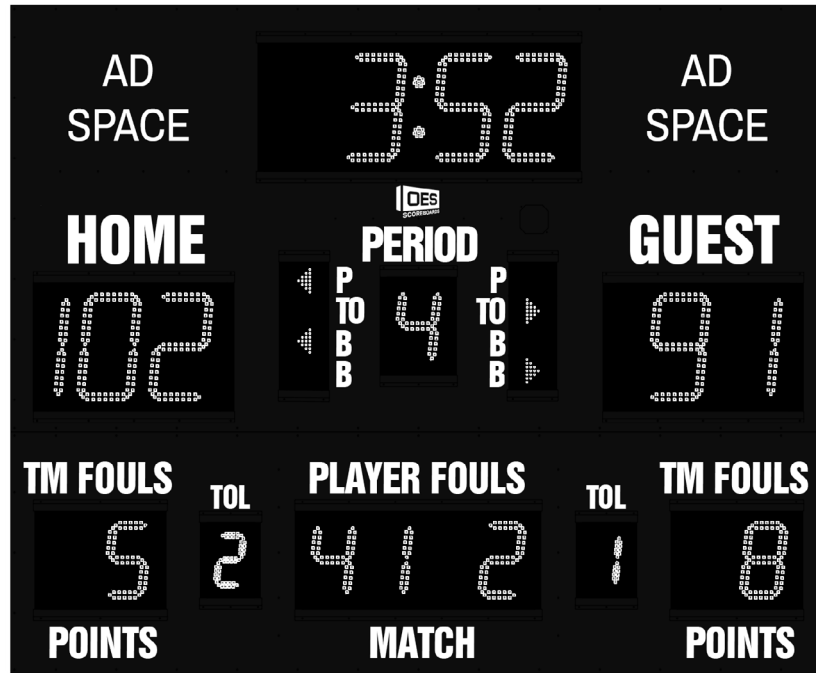 AD
SPACE
3:52
AD
SPACE
OES
SCOREBOARDS
HOME
PERIOD
GUEST
102
P
TO
B
B
4
P
TO
B
B
91
TM FOULS
TOL
PLAYER FOULS
TOL
TM FOULS
5
2
41 2
1
8
POINTS
MATCH
POINTS